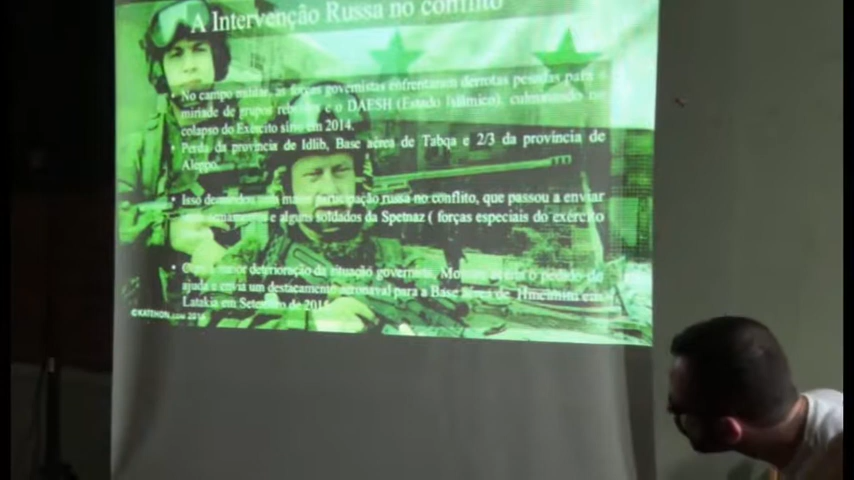 A Intervenção Russa no conflito
• No campo militar, as forças governistas enfrentaram derrotas pesadas para a
miríade de grupos rebeldes e o DAESH (Estado Islâmico), culminando no
colapso do Exército sírio em 2014.
• Perda da província de Idlib, Base aérea de Tabqa e 2/3 da província de
Aleppo.
• Isso demandou uma maior participação russa no conflito, que passou a enviar
e alguns soldados da Spetnaz ( forças especiais do exército
• maior deterioração da situação governista, o pedido de
ajuda e envia um destacamento aeronaval para a Base aérea de Hmeimim em
Latakia em Setembro de 2015
©KATEHON.com 2016